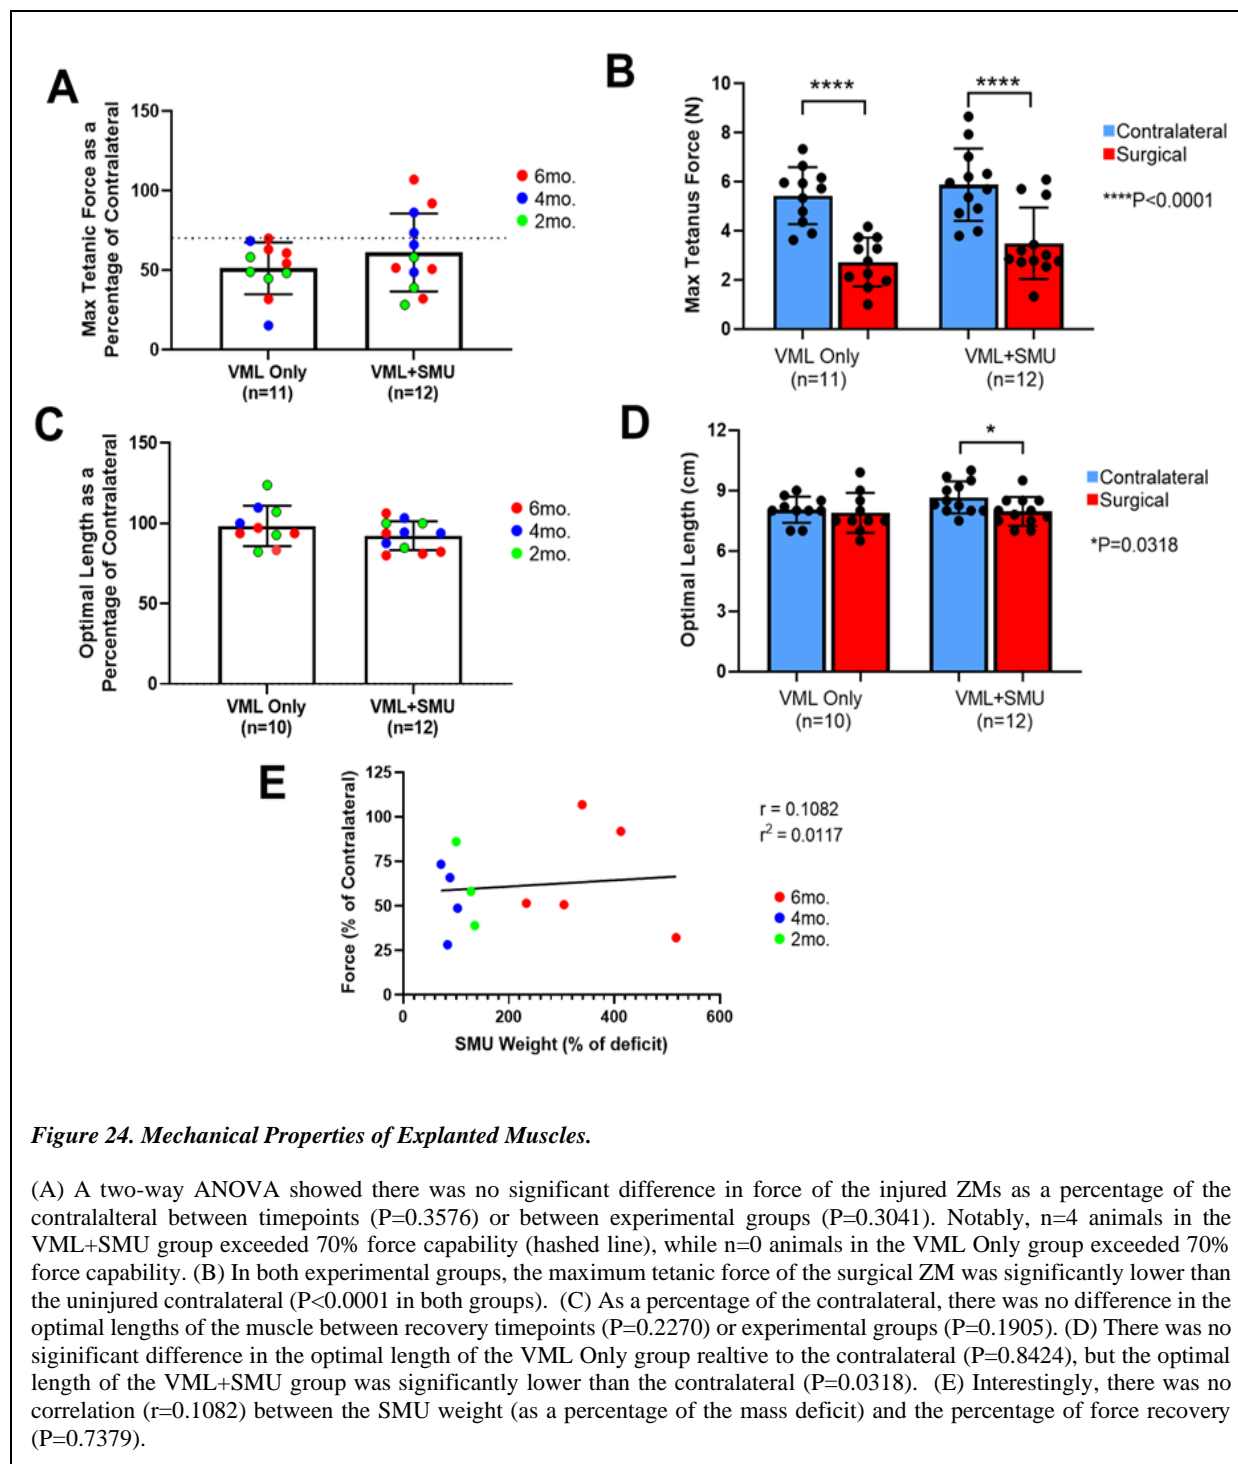 A
Max Tetanic Force as a
Percentage of Contralateral
150
100
50
0
VML Only
(n=11)
VML+SMU
(n=12)
6mo.
4mo.
2mo.
B
Max Tetanus Force (N)
10
8
6
4
2
0
****
****
VML Only
(n=11)
VML+SMU
(n=12)
Contralateral
Surgical
****P<0.0001
C
Optimal Length as a
Percentage of Contralateral
150
100
50
0
VML Only
(n=10)
VML+SMU
(n=12)
6mo.
4mo.
2mo.
D
Optimal Length (cm)
12
9
6
3
0
*
VML Only
(n=10)
VML+SMU
(n=12)
Contralateral
Surgical
*P=0.0318
E
Force (% of Contralateral)
125
100
75
50
25
0
0 200 400 600
SMU Weight (% of deficit)
r = 0.1082
r² = 0.0117
6mo.
4mo.
2mo.
Figure 24. Mechanical Properties of Explanted Muscles.
(A) A two-way ANOVA showed there was no significant difference in force of the injured ZMs as a percentage of the
contralalteral between timepoints (P=0.3576) or between experimental groups (P=0.3041). Notably, n=4 animals in the
VML+SMU group exceeded 70% force capability (hashed line), while n=0 animals in the VML Only group exceeded 70%
force capability. (B) In both experimental groups, the maximum tetanic force of the surgical ZM was significantly lower than
the uninjured contralateral (P<0.0001 in both groups). (C) As a percentage of the contralateral, there was no difference in the
optimal lengths of the muscle between recovery timepoints (P=0.2270) or experimental groups (P=0.1905). (D) There was no
siginificant difference in the optimal length of the VML Only group realtive to the contralateral (P=0.8424), but the optimal
length of the VML+SMU group was significantly lower than the contralateral (P=0.0318). (E) Interestingly, there was no
correlation (r=0.1082) between the SMU weight (as a percentage of the mass deficit) and the percentage of force recovery
(P=0.7379).